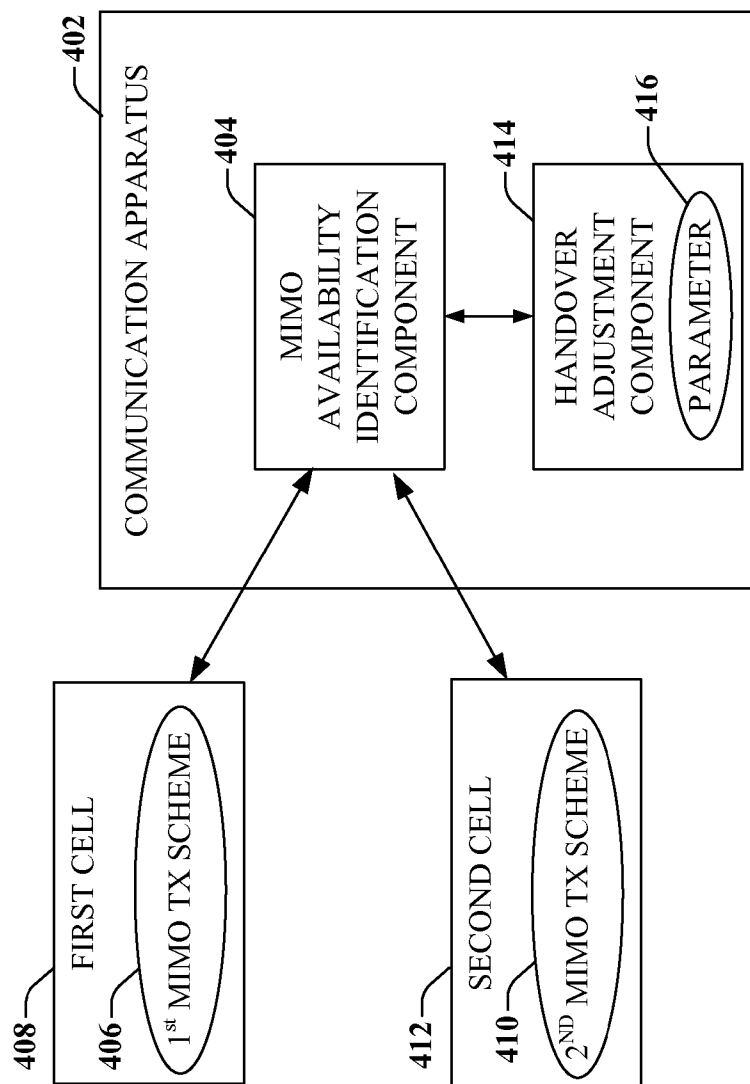 402
COMMUNICATION APPARATUS
404
MIMO
AVAILABILITY
IDENTIFICATION
COMPONENT
414
HANDOVER
ADJUSTMENT
COMPONENT
416
PARAMETER
408
FIRST CELL
406
1st MIMO TX SCHEME
412
SECOND CELL
410
2ND MIMO TX SCHEME